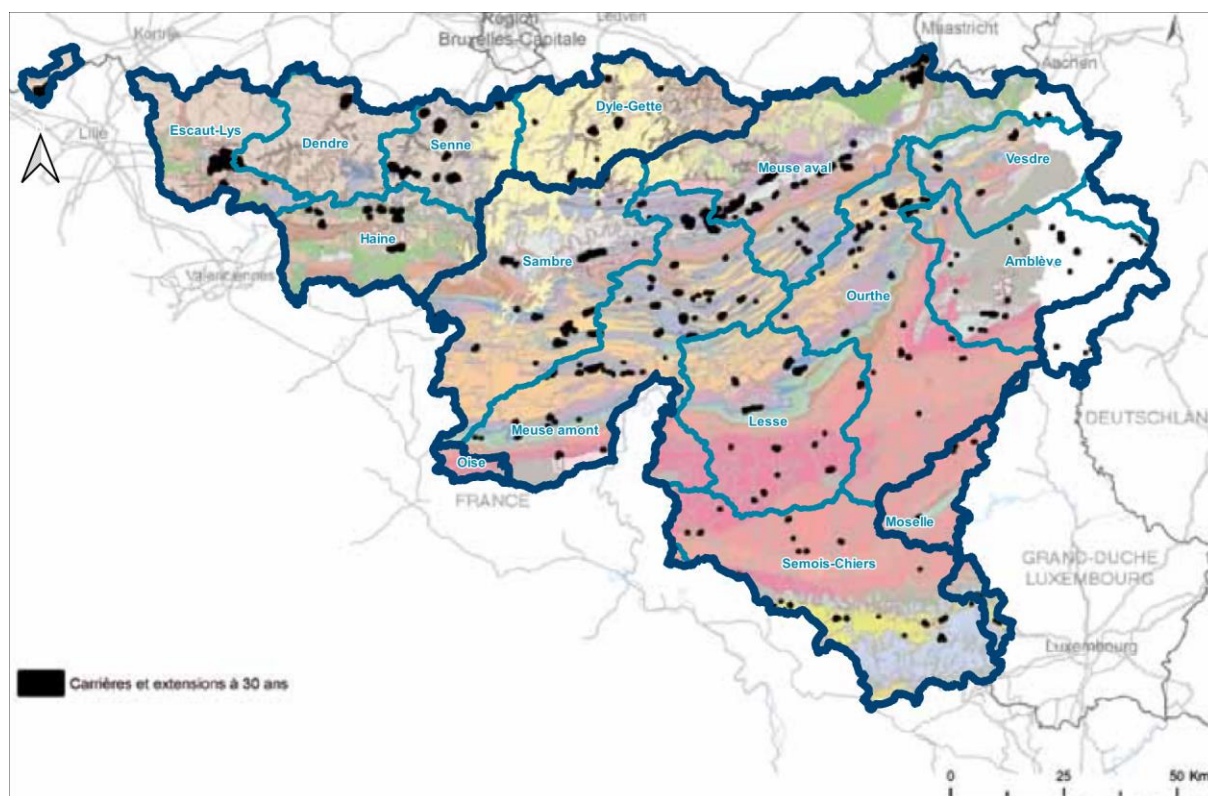 Kortrij
Région
Bruxelles-Capitale
Leuven
Maastricht
Aachen
Lille
Escaut-Lys
Dendre
Senne
Dyle-Gette
Meuse aval
Vesdre
Haine
Valenciennes
Sambre
Ourthe
Amblève
DEUTSCHLAN
Meuse amont
Lesse
Oise
FRANCE
Moselle
Semois-Chiers
GRAND-DUCHE
LUXEMBOURG
Luxembourg
Carrières et extensions à 30 ans
0 25 50 Km